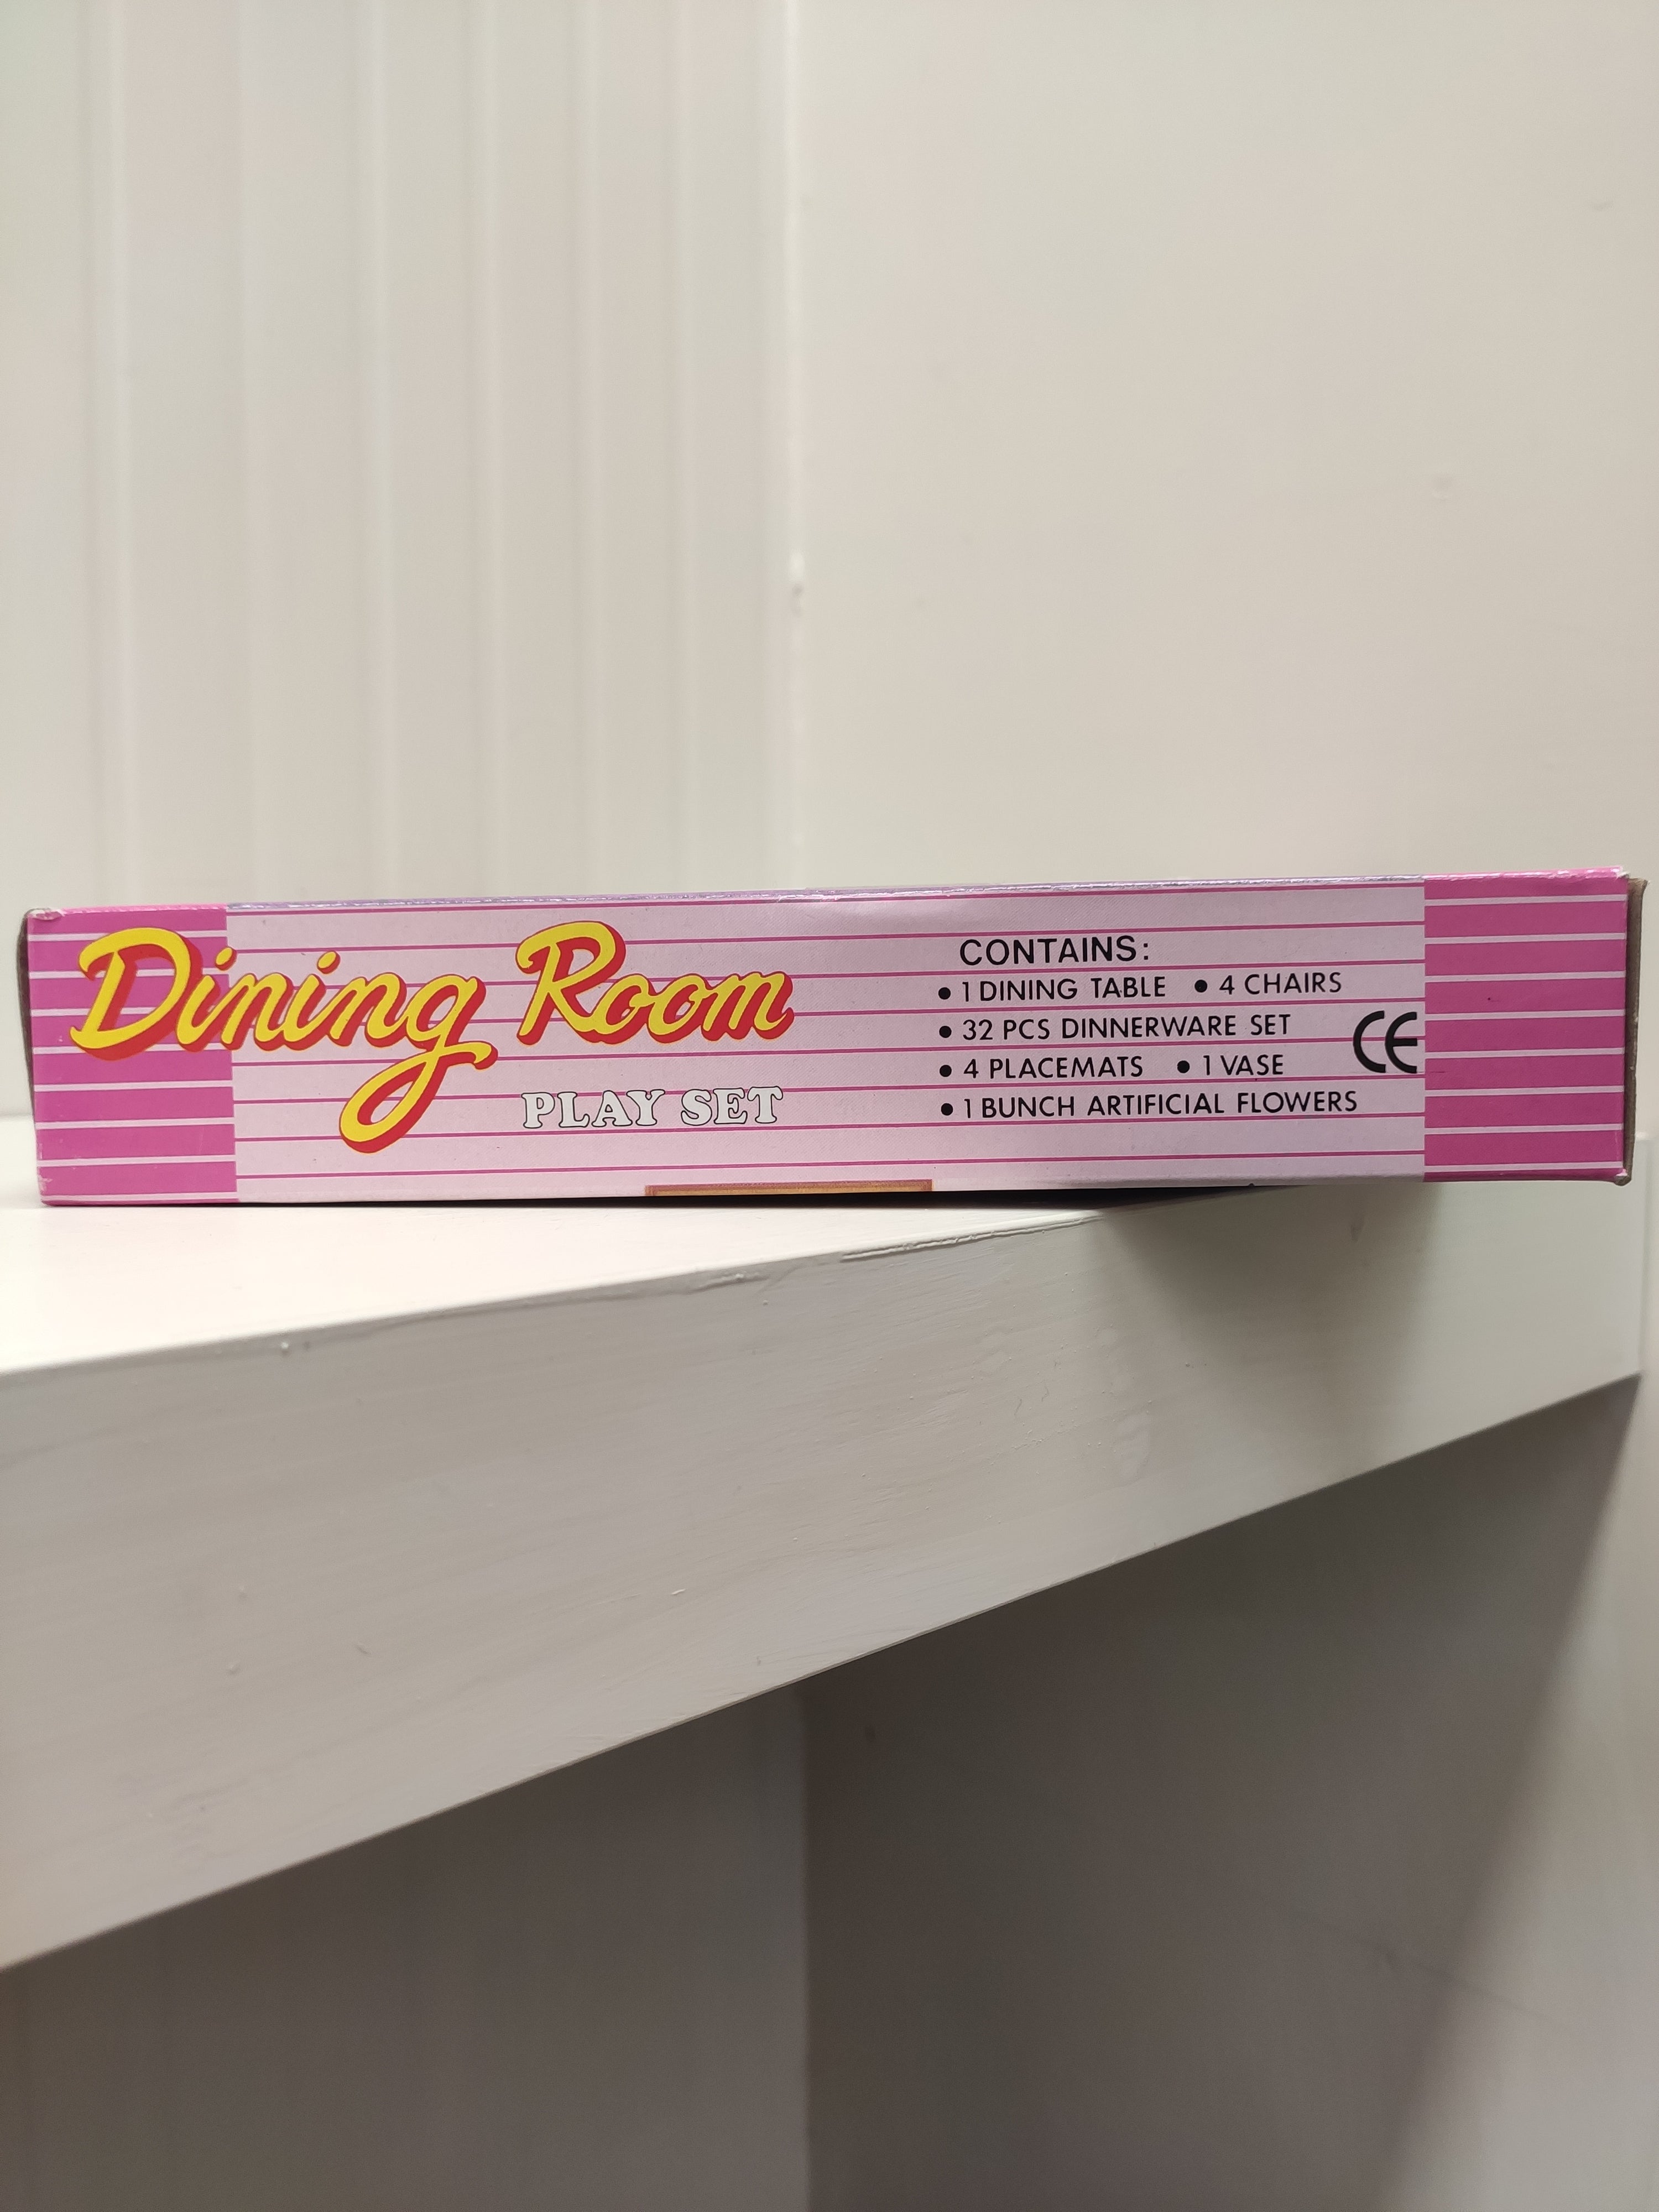 Dining Room
PLAY SET
CONTAINS:
● 1 DINING TABLE ● 4 CHAIRS
● 32 PCS DINNERWARE SET
● 4 PLACEMATS ● 1 VASE
● 1 BUNCH ARTIFICIAL FLOWERS
CE